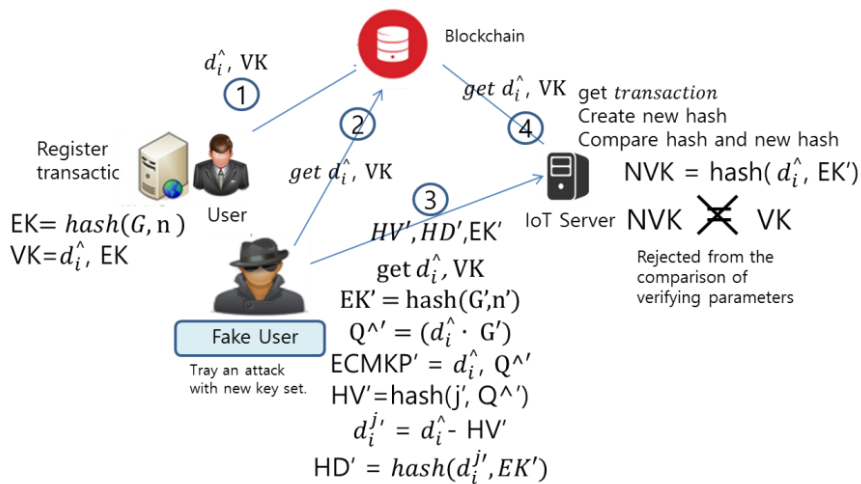 Blockchain
d_i^, VK
1
Register
transactic
User
EK= hash(G, n )
VK=d_i^, EK
2
get d_i^, VK
get d_i^, VK
4
get transaction
Create new hash
Compare hash and new hash
NVK = hash( d_i^, EK′)
IoT Server
NVK = VK
Rejected from the
comparison of
verifying parameters
3
HV′, HD′,EK′
Fake User
Tray an attack
with new key set.
get d_i^, VK
EK′ = hash(G′,n′)
Q^′ = (d_i^ · G′)
ECMKP′ = d_i^, Q^′
HV′=hash(j′, Q^′)
d_i^j′ = d_i^- HV′
HD′ = hash(d_i^j′, EK′)